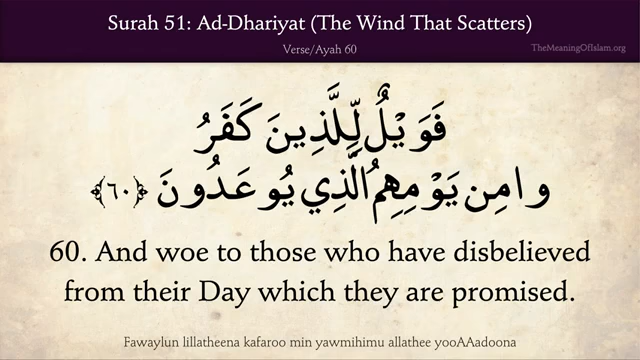 Surah 51: Ad-Dhariyat (The Wind That Scatters)
Verse/Ayah 60
TheMeaningOfIslam.org
فَوَيْلٌ لِّلَّذِينَ كَفَرُ
وا مِن يَوْمِهِمُ الَّذِي يُوعَدُونَ ﴿٦٠﴾
60. And woe to those who have disbelieved
from their Day which they are promised.
Fawaylun lillatheena kafaroo min yawmihimu allathee yooAAadoona